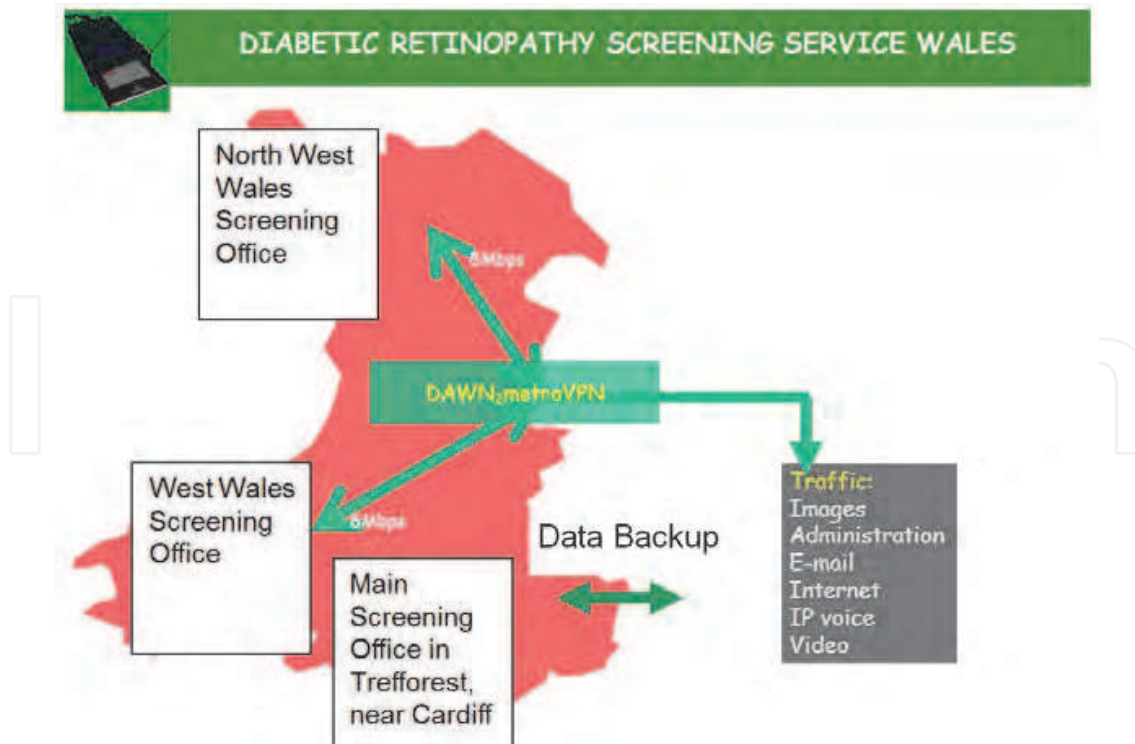 DIABETIC RETINOPATHY SCREENING SERVICE WALES
North West
Wales
Screening
Office
8Mbps
DAWN2metroVPN
West Wales
Screening
Office
8Mbps
Data Backup
Main
Screening
Office in
Trefforest,
near Cardiff
Traffic:
Images
Administration
E-mail
Internet
IP voice
Video